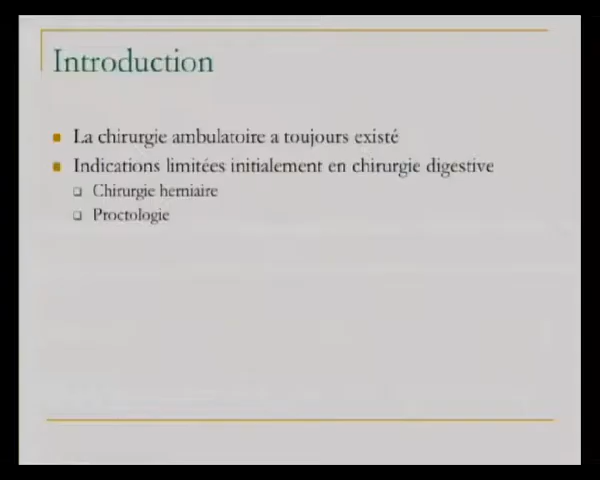 Introduction
La chirurgie ambulatoire a toujours existé
Indications limitées initialement en chirurgie digestive
Chirurgie herniaire
Proctologie